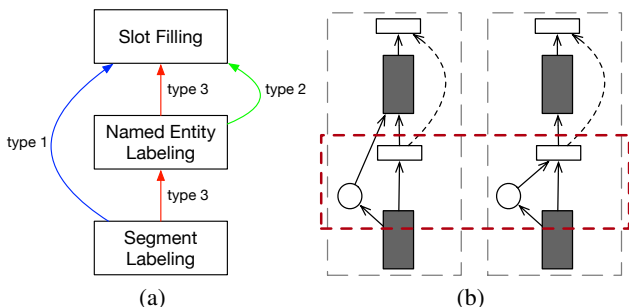 Slot Filling
type 3
type 2
type 1
Named Entity
Labeling
type 3
Segment
Labeling
(a)
(b)